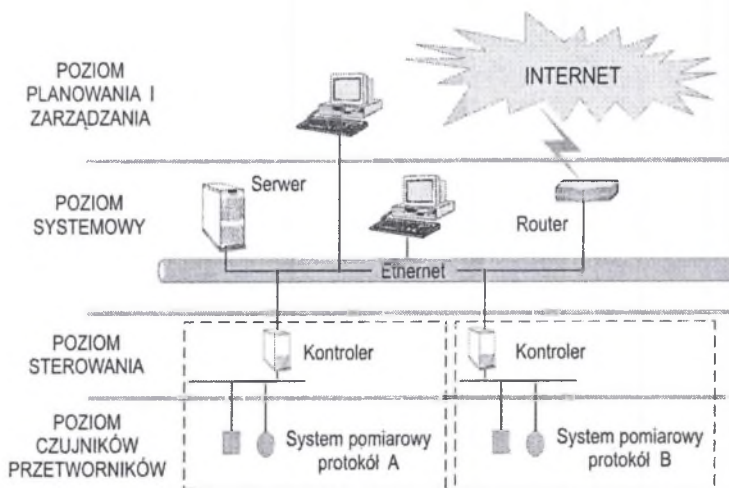 POZIOM
PLANOWANIA I
ZARZĄDZANIA
INTERNET
POZIOM
SYSTEMOWY
Serwer
Router
Ethernet
POZIOM
STEROWANIA
Kontroler
Kontroler
POZIOM
CZUJNIKÓW
PRZETWORNIKÓW
System pomiarowy
protokół A
System pomiarowy
protokół B